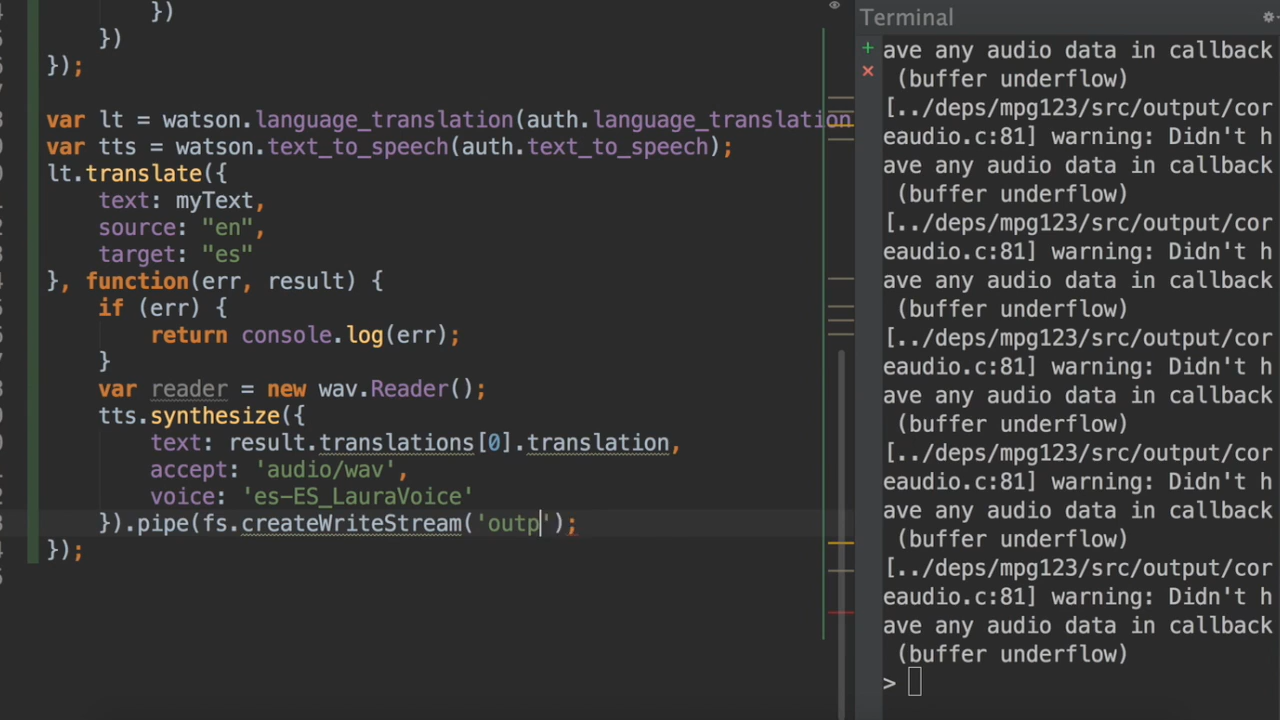 })
})
});
var lt = watson.language_translation(auth.language_translation
var tts = watson.text_to_speech(auth.text_to_speech);
lt.translate({
text: myText,
source: "en",
target: "es"
}, function(err, result) {
if (err) {
return console.log(err);
}
var reader = new wav.Reader();
tts.synthesize({
text: result.translations[0].translation,
accept: 'audio/wav',
voice: 'es-ES_LauraVoice'
}).pipe(fs.createWriteStream('outp');
});
Terminal
ave any audio data in callback
(buffer underflow)
[../deps/mpg123/src/output/cor
eaudio.c:81] warning: Didn't h
ave any audio data in callback
(buffer underflow)
[../deps/mpg123/src/output/cor
eaudio.c:81] warning: Didn't h
ave any audio data in callback
(buffer underflow)
[../deps/mpg123/src/output/cor
eaudio.c:81] warning: Didn't h
ave any audio data in callback
(buffer underflow)
[../deps/mpg123/src/output/cor
eaudio.c:81] warning: Didn't h
ave any audio data in callback
(buffer underflow)
[../deps/mpg123/src/output/cor
eaudio.c:81] warning: Didn't h
ave any audio data in callback
(buffer underflow)
>